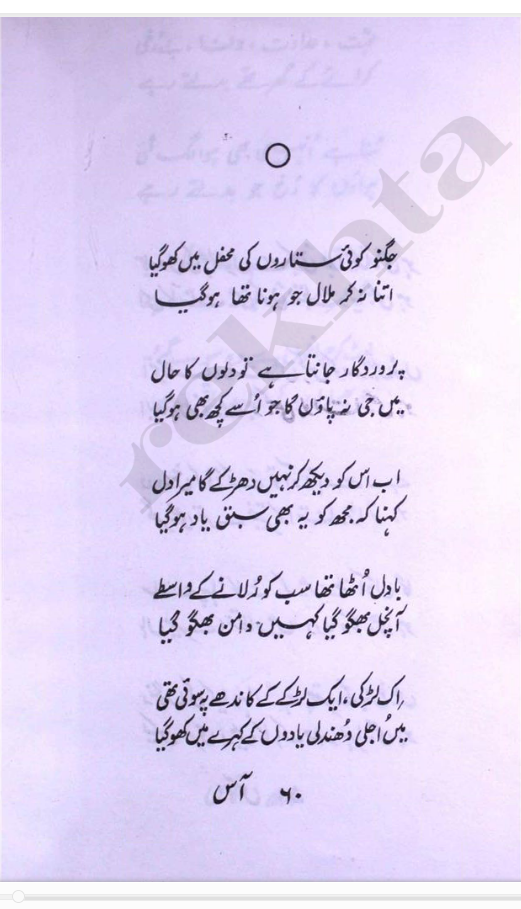 جگنو کوئی ستاروں کی محفل میں کھو گیا
اتنا نہ کر ملال جو ہونا تھا ہو گیا
پروردگار جانتا ہے تو دلوں کا حال
میں جی نہ پاؤں گا جو اُسے کچھ بھی ہو گیا
اب اس کو دیکھ کر نہیں دھڑکے گا میرا دل
کہنا کہ مجھ کو یہ بھی سبق یاد ہو گیا
بادل اُٹھا تھا سب کو رُلانے کے واسطے
آنچل بھگو گیا کہیں دامن بھگو گیا
اِک لڑکی، ایک لڑکے کے کاندھے پہ سوئی تھی
میں اُجلی دُھندلی یادوں کے کہرے میں کھو گیا
۶۰ آس
rekhta